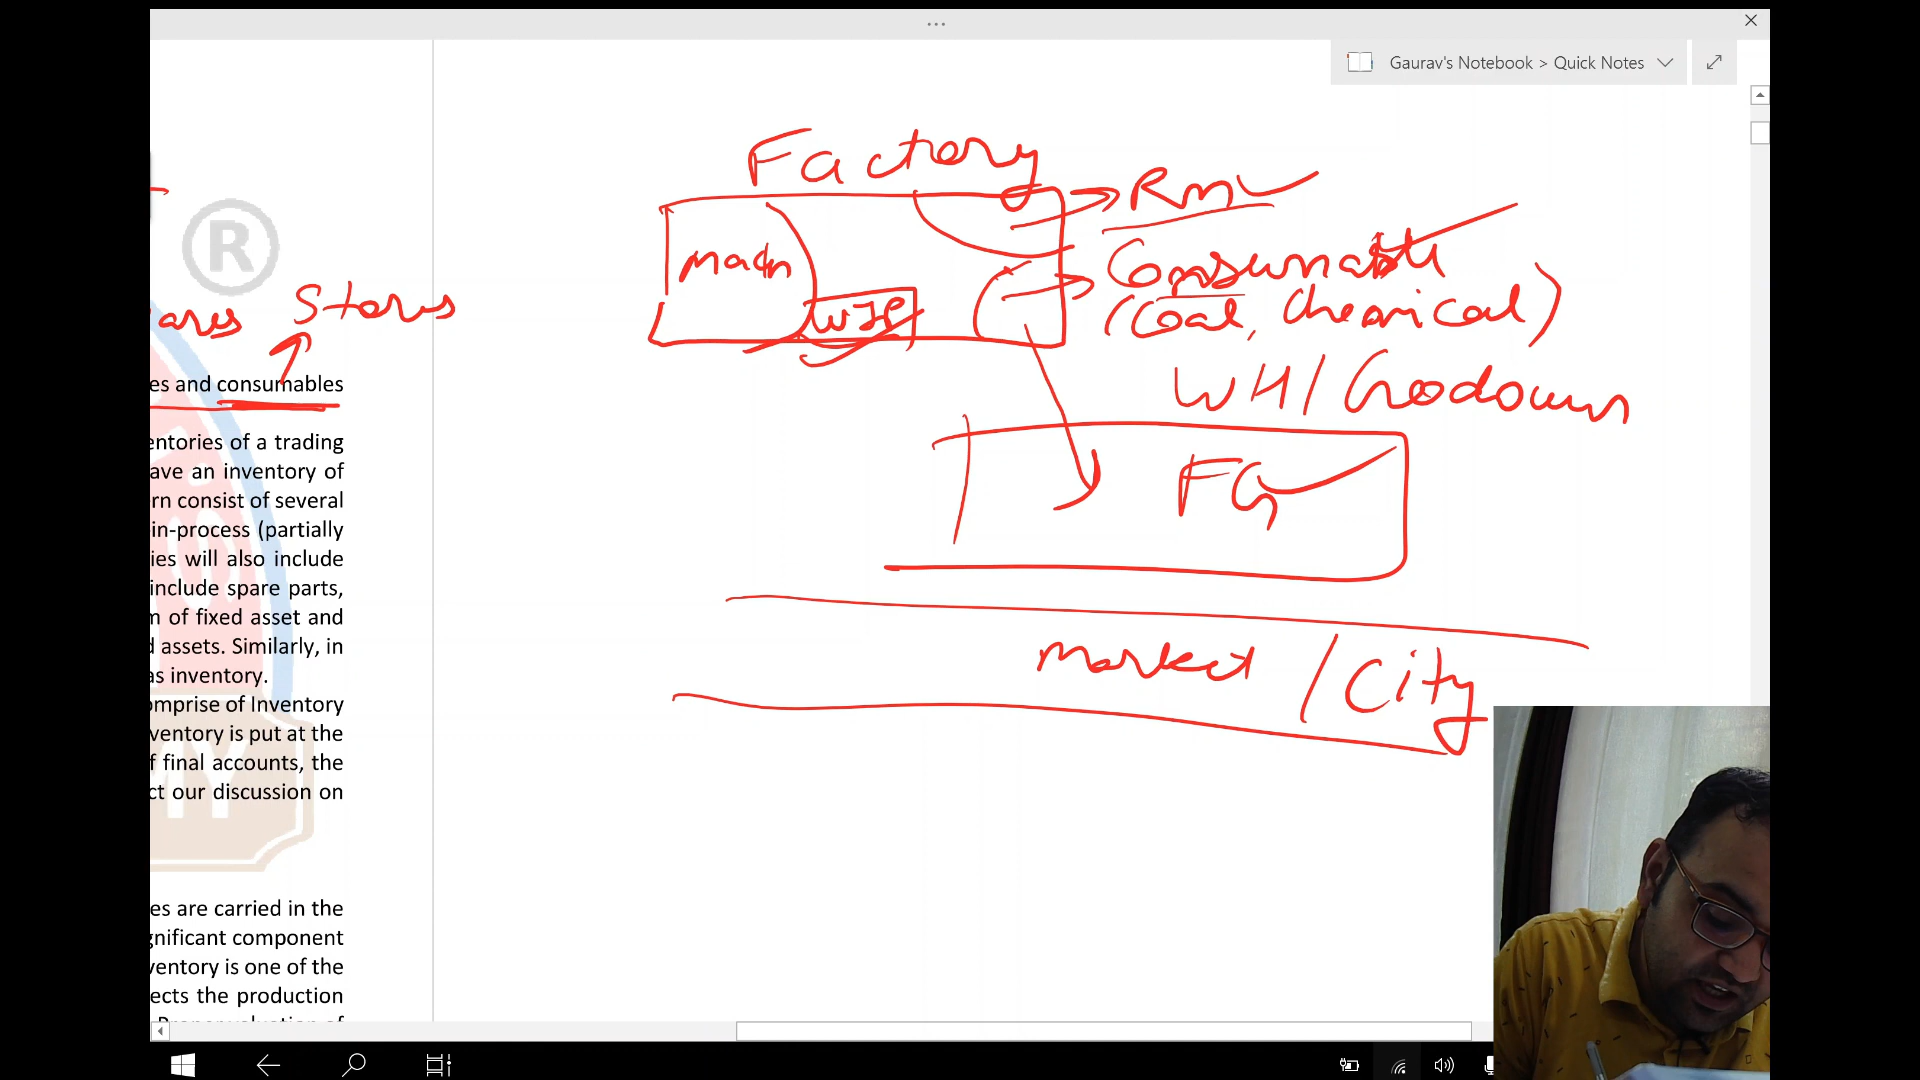 Gaurav's Notebook > Quick Notes
Factory
Rm
machn
WIP
Consumable
(Coal, Chemical)
WH/Goodown
FG
market / City
®
ares Stores
es and consumables
entories of a trading
ave an inventory of
rn consist of several
in-process (partially
ies will also include
include spare parts,
m of fixed asset and
d assets. Similarly, in
as inventory.
omprise of Inventory
ventory is put at the
f final accounts, the
ct our discussion on
es are carried in the
gnificant component
ventory is one of the
ects the production